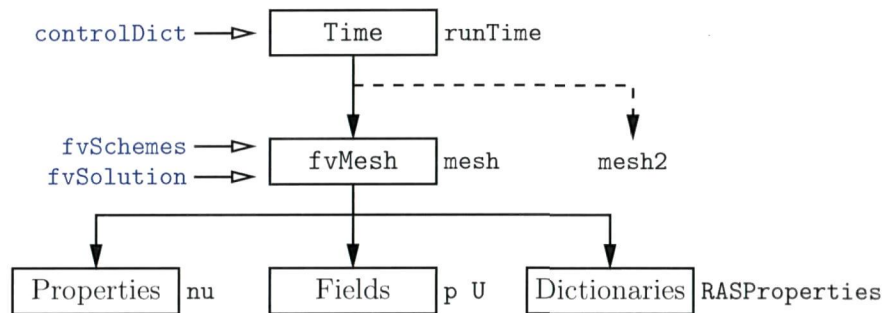 controlDict Time runTime
fvSchemes
fvMesh mesh mesh2
fvSolution
Properties nu Fields p U Dictionaries RASProperties